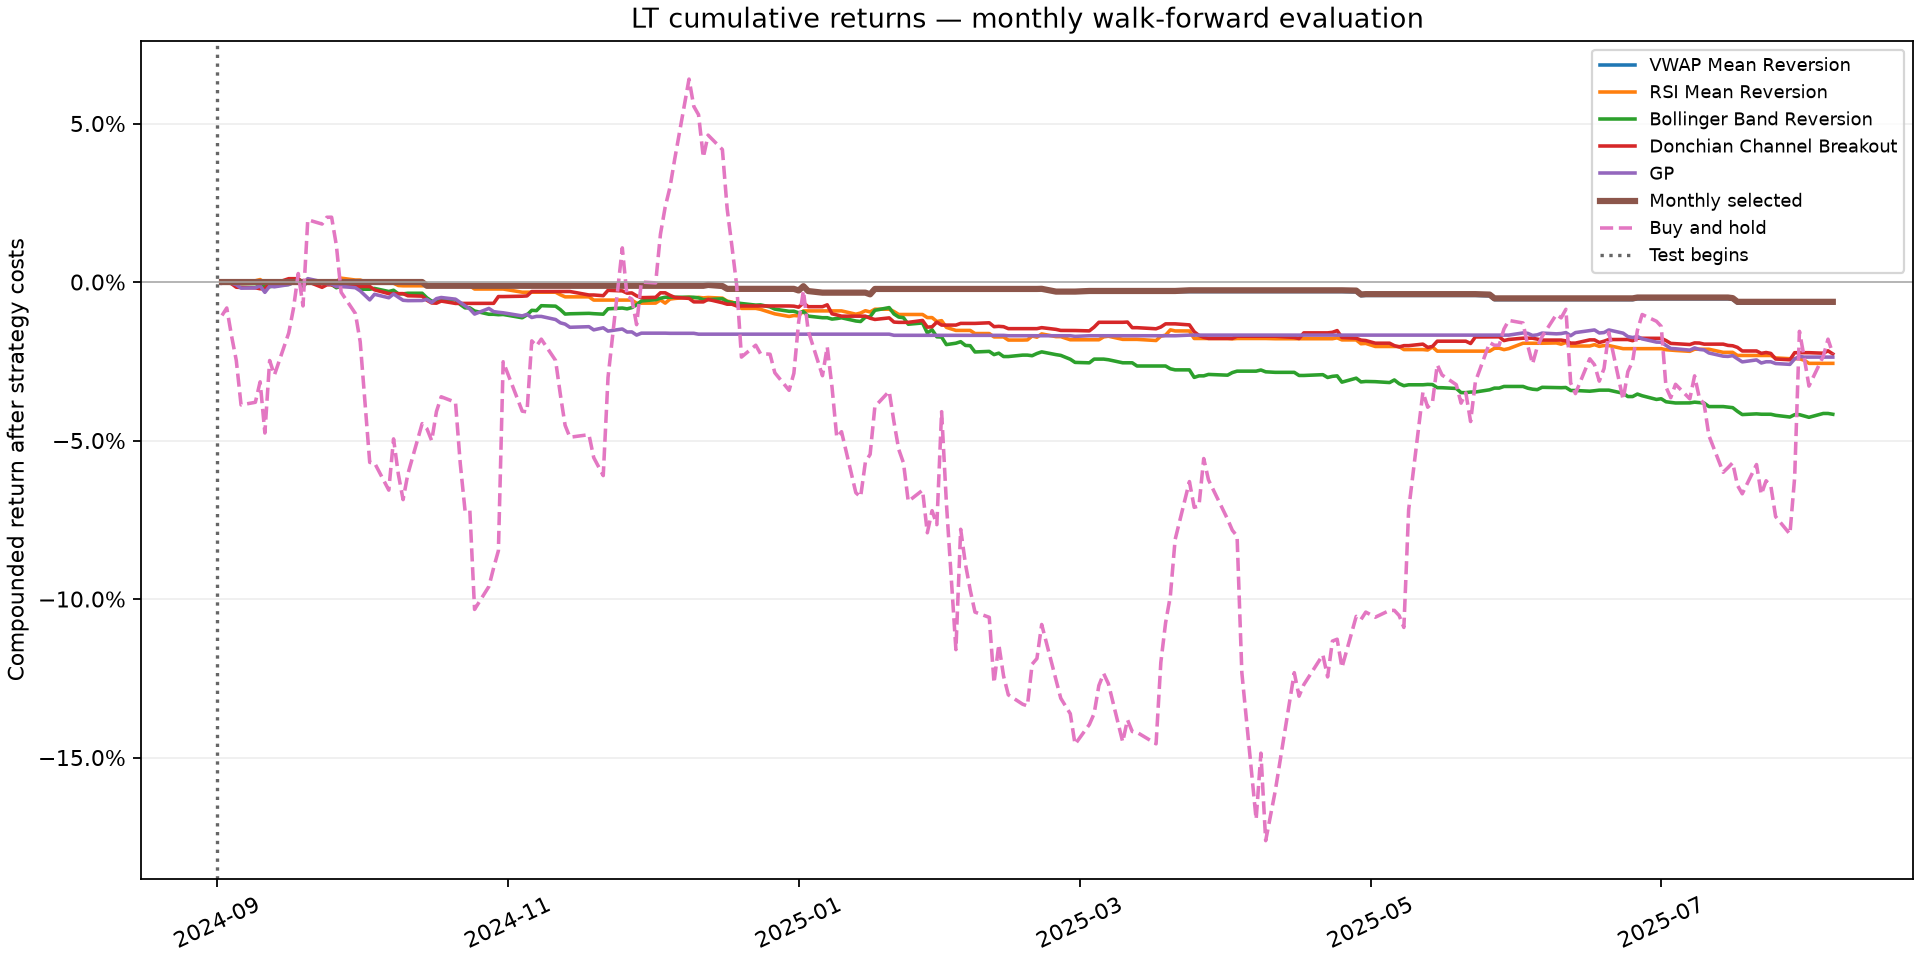 LT cumulative returns — monthly walk-forward evaluation
Compounded return after strategy costs
5.0%
0.0%
−5.0%
−10.0%
−15.0%
VWAP Mean Reversion
RSI Mean Reversion
Bollinger Band Reversion
Donchian Channel Breakout
GP
Monthly selected
Buy and hold
Test begins
2024-09
2024-11
2025-01
2025-03
2025-05
2025-07